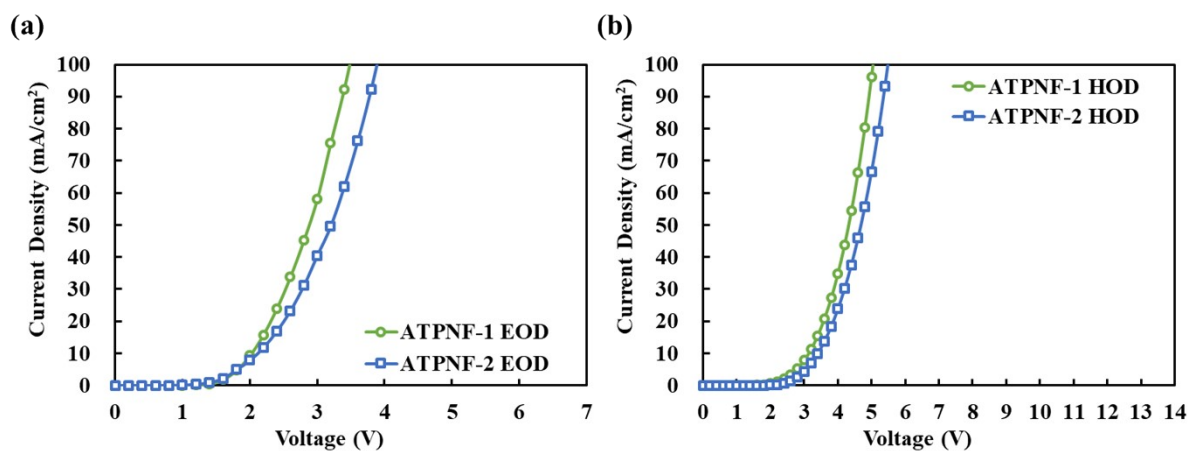 (a)
100
90
80
70
60
50
40
30
20
10
0
Current Density (mA/cm²)
ATPNF-1 EOD
ATPNF-2 EOD
0 1 2 3 4 5 6 7
Voltage (V)
(b)
100
90
80
70
60
50
40
30
20
10
0
Current Density (mA/cm²)
ATPNF-1 HOD
ATPNF-2 HOD
0 1 2 3 4 5 6 7 8 9 10 11 12 13 14
Voltage (V)